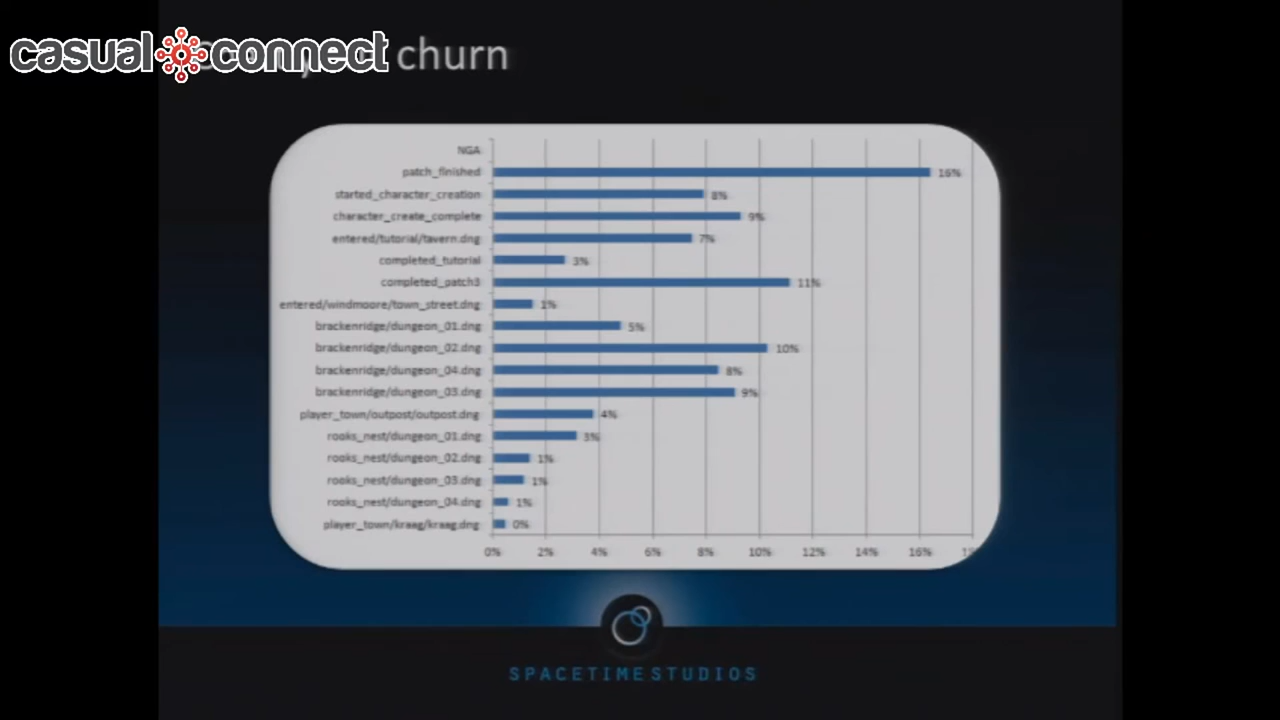 casual connect
churn
NGA
patch_finished 16%
started_character_creation 8%
character_create_complete 9%
entered/tutorial/tavern.dng 7%
completed_tutorial 3%
completed_patch3 11%
entered/windmoore/town_street.dng 1%
brackenridge/dungeon_01.dng 5%
brackenridge/dungeon_02.dng 10%
brackenridge/dungeon_04.dng 8%
brackenridge/dungeon_03.dng 9%
player_town/outpost/outpost.dng 4%
rooks_nest/dungeon_01.dng 3%
rooks_nest/dungeon_02.dng 1%
rooks_nest/dungeon_03.dng 1%
rooks_nest/dungeon_04.dng 1%
player_town/kraag/kraag.dng 0%
0% 2% 4% 6% 8% 10% 12% 14% 16%
SPACETIMESTUDIOS